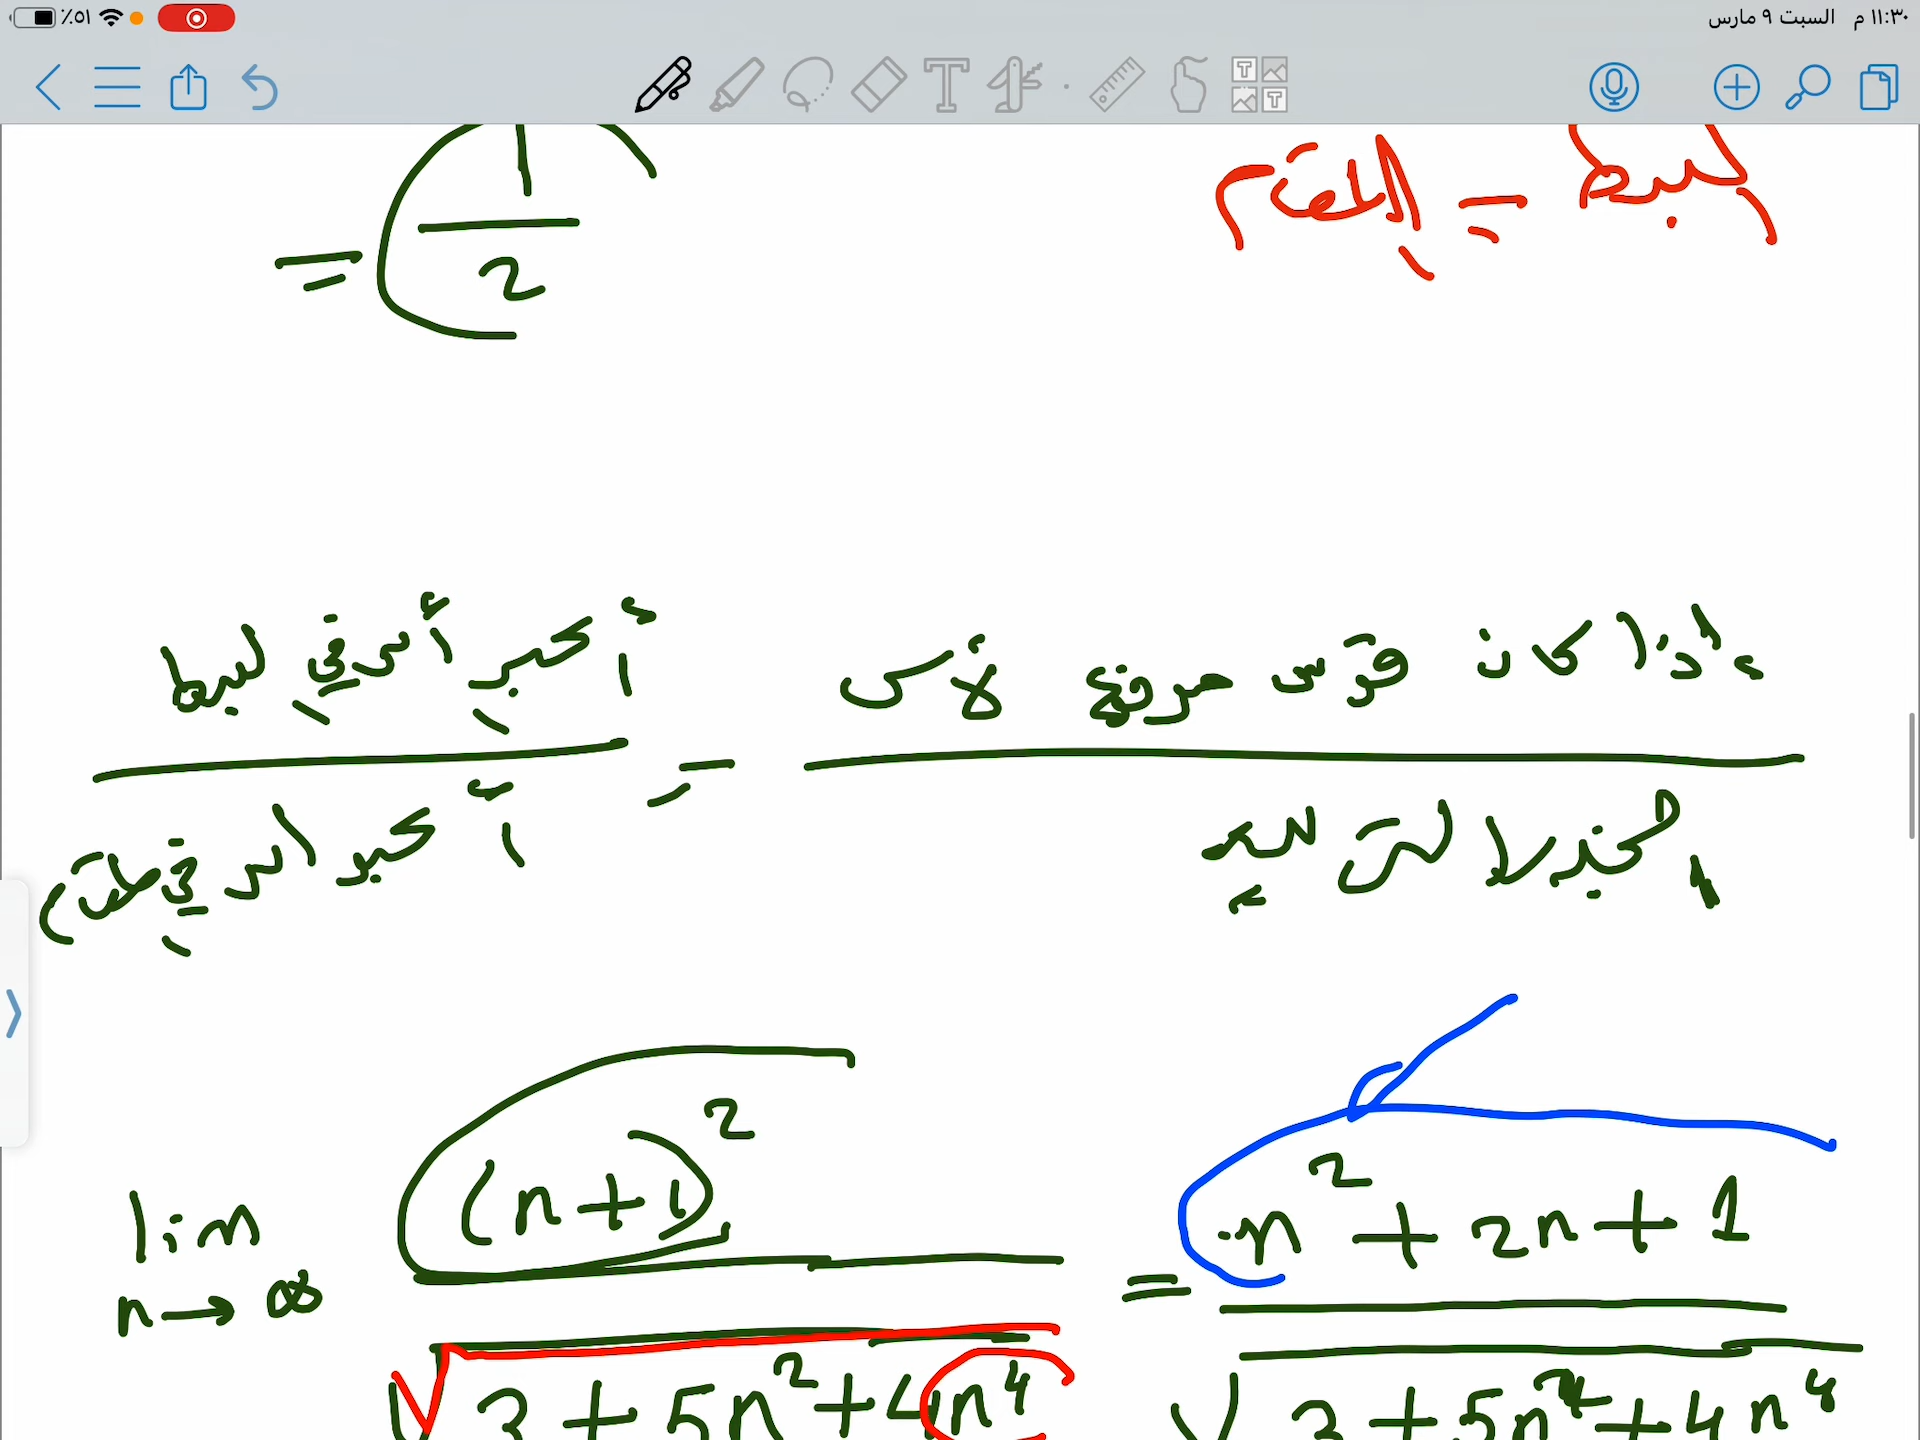 ١١:٣٠ م السبت ٩ مارس ٥١٪
البسط = المقام
= 1/2
إذا كان قوس مرفوع لأس = أكبر أس في البسط
الجذر التربيعي أكبر اس في المقام
lim n→∞ (n+1)² = n² + 2n + 1
√3 + 5n² + 4n⁴ √3 + 5n² + 4n⁴